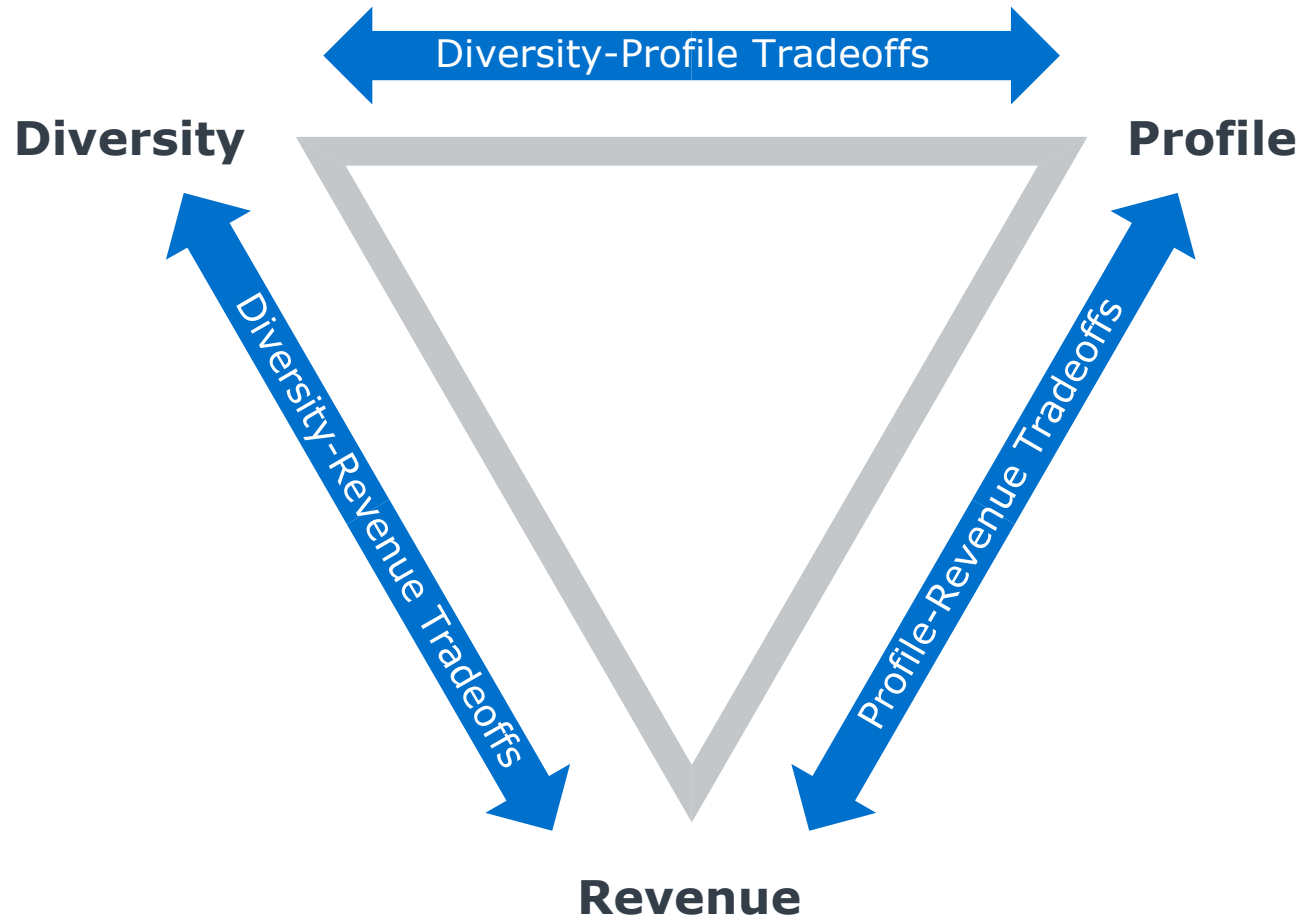 Diversity-Profile Tradeoffs
Diversity
Profile
Diversity-Revenue Tradeoffs
Profile-Revenue Tradeoffs
Revenue